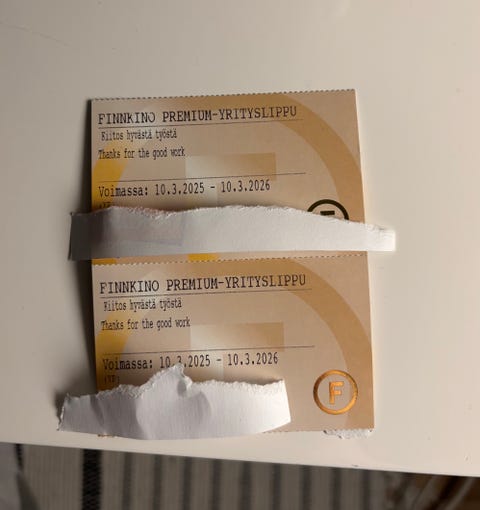 FINNKINO PREMIUM-YRITYSLIPPU
Kiitos hyvästä työstä
Thanks for the good work
Voimassa: 10.3.2025 - 10.3.2026
FINNKINO PREMIUM-YRITYSLIPPU
Kiitos hyvästä työstä
Thanks for the good work
Voimassa: 10.3.2025 - 10.3.2026
F